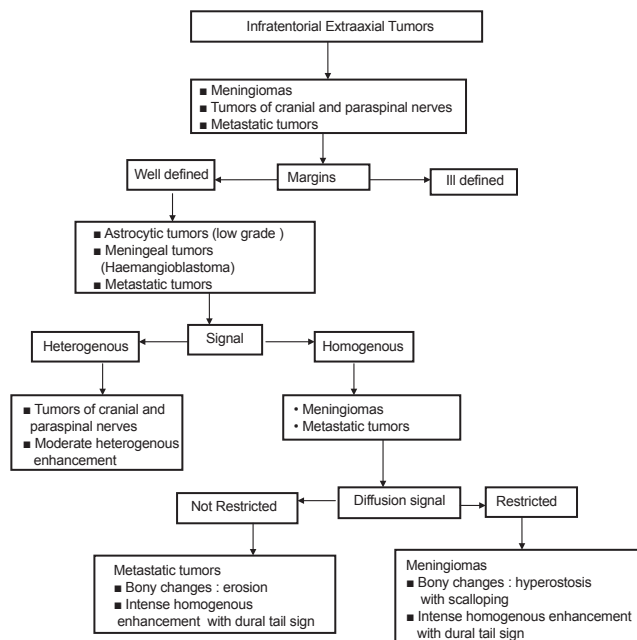 Infratentorial Extraaxial Tumors
■ Meningiomas
■ Tumors of cranial and paraspinal nerves
■ Metastatic tumors
Well defined
Margins
Ill defined
■ Astrocytic tumors (low grade )
■ Meningeal tumors
(Haemangioblastoma)
■ Metastatic tumors
Heterogenous
Signal
Homogenous
■ Tumors of cranial and
paraspinal nerves
■ Moderate heterogenous
enhancement
• Meningiomas
• Metastatic tumors
Not Restricted
Diffusion signal
Restricted
Metastatic tumors
■ Bony changes : erosion
■ Intense homogenous
enhancement with dural tail sign
Meningiomas
■ Bony changes : hyperostosis
with scalloping
■ Intense homogenous enhancement
with dural tail sign